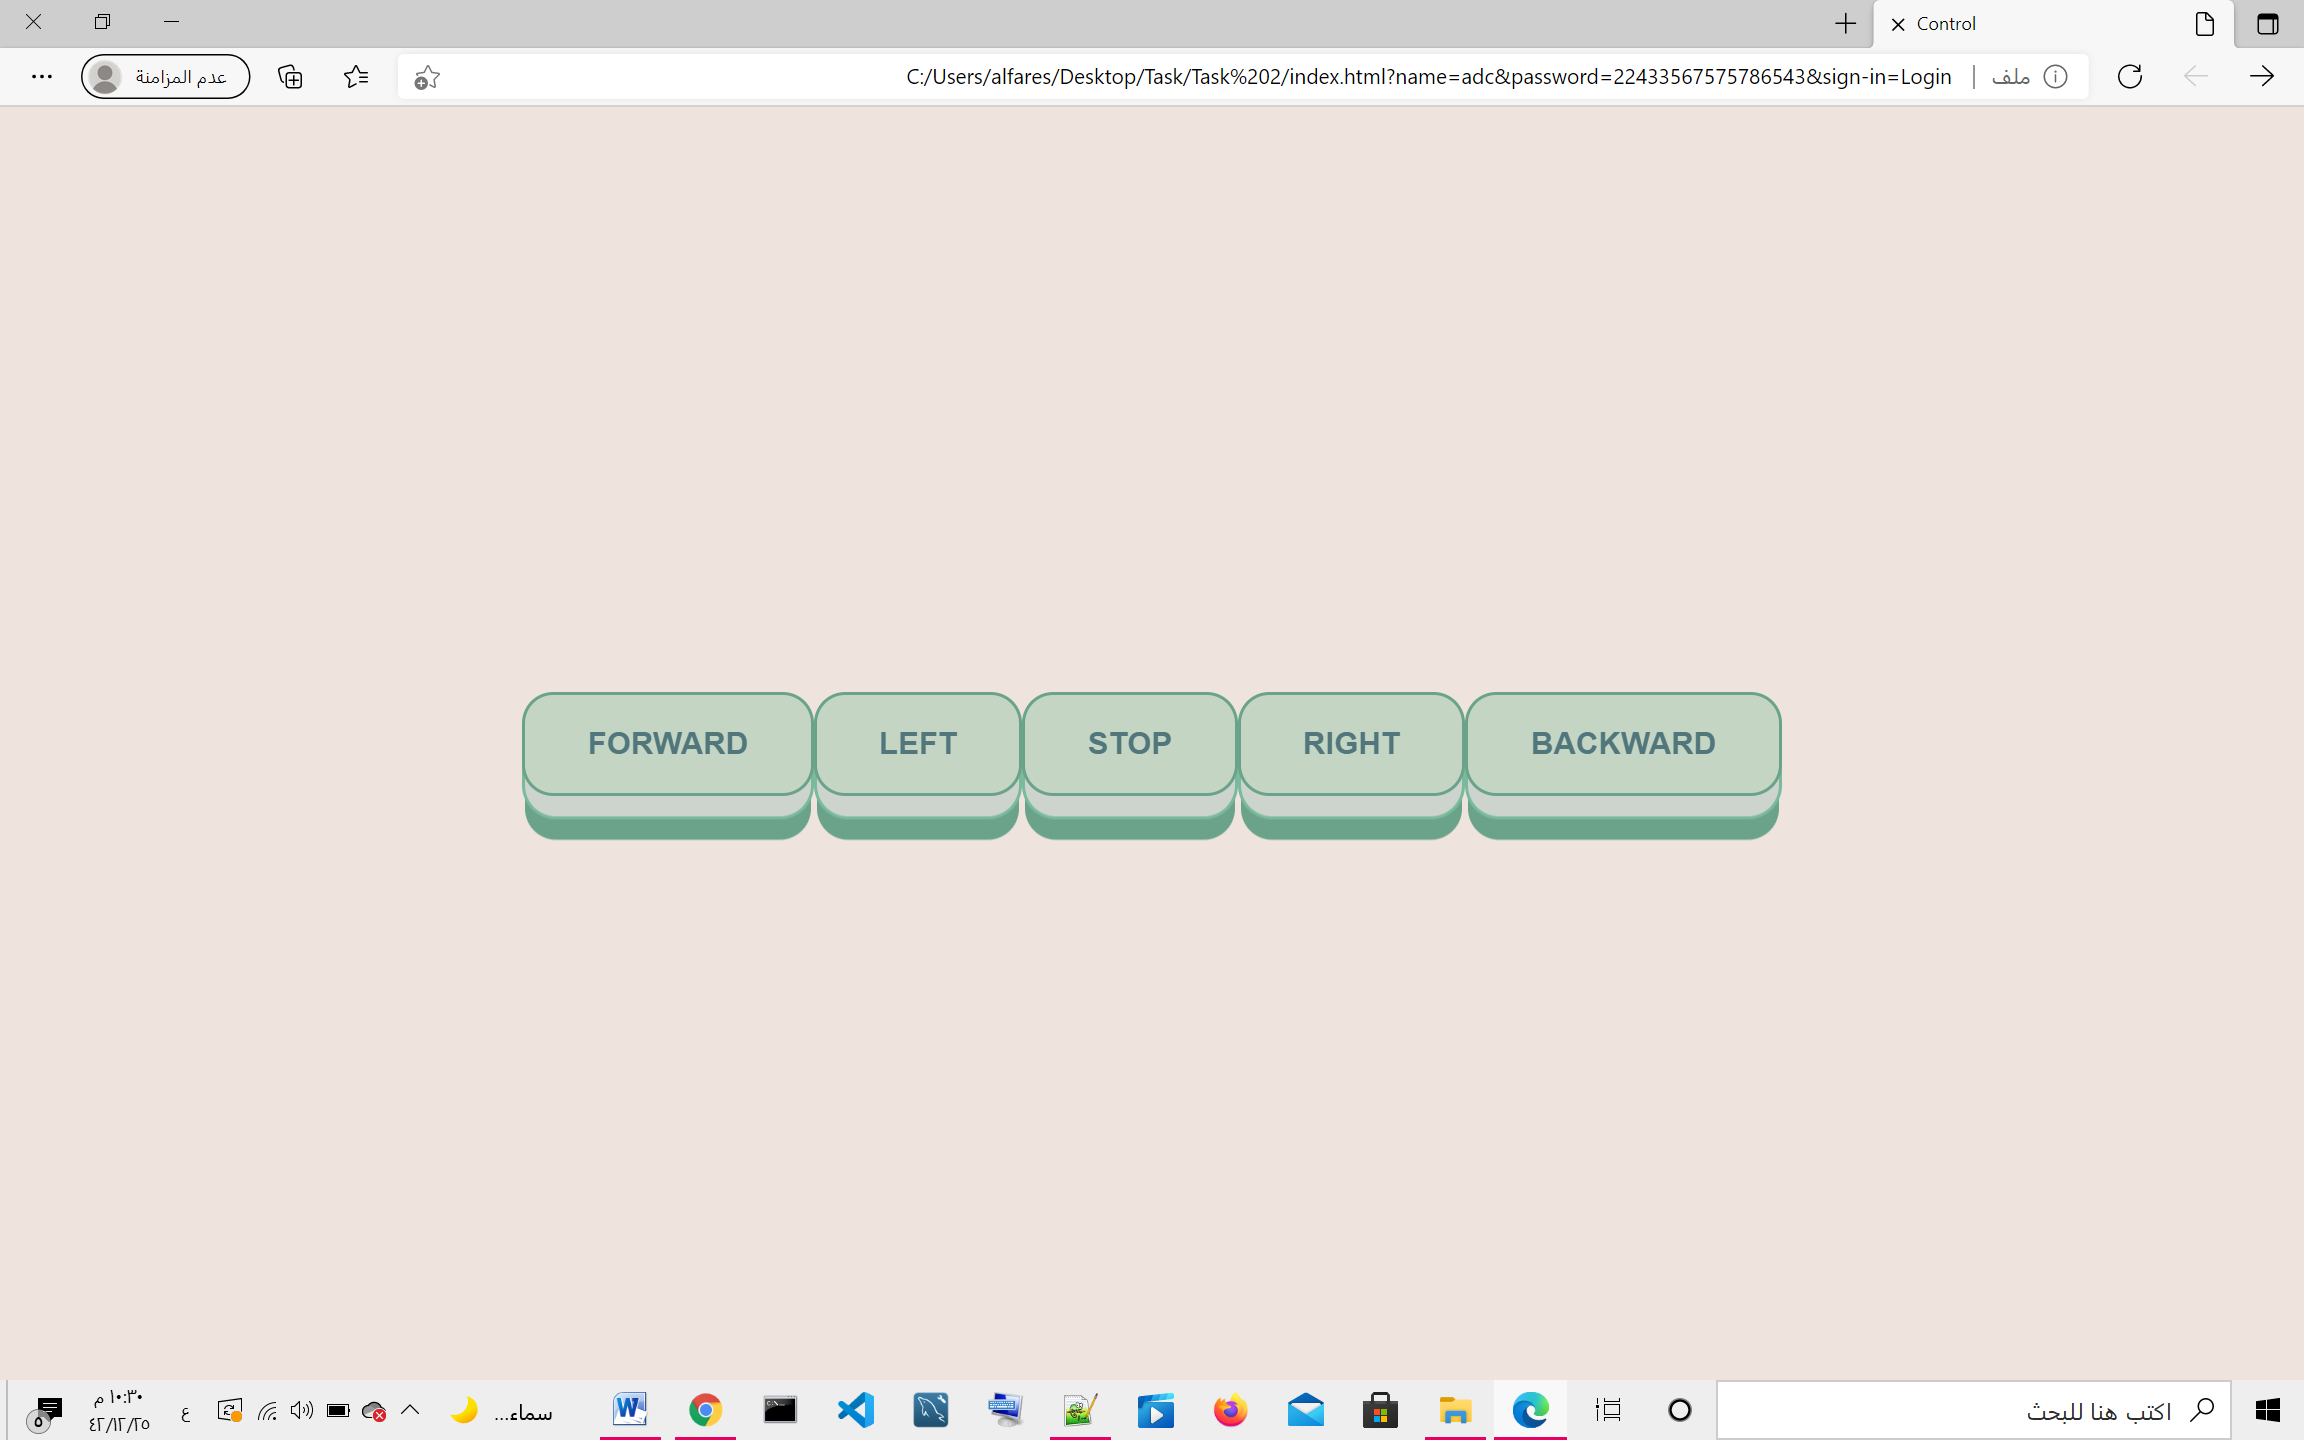 Control
ملف
C:/Users/alfares/Desktop/Task/Task%202/index.html?name=adc&password=22433567575786543&sign-in=Login
عدم المزامنة
FORWARD LEFT STOP RIGHT BACKWARD
اكتب هنا للبحث
سماء...
ع
١٠:٣٠ م
٤٢/١٢/٢٥
٥